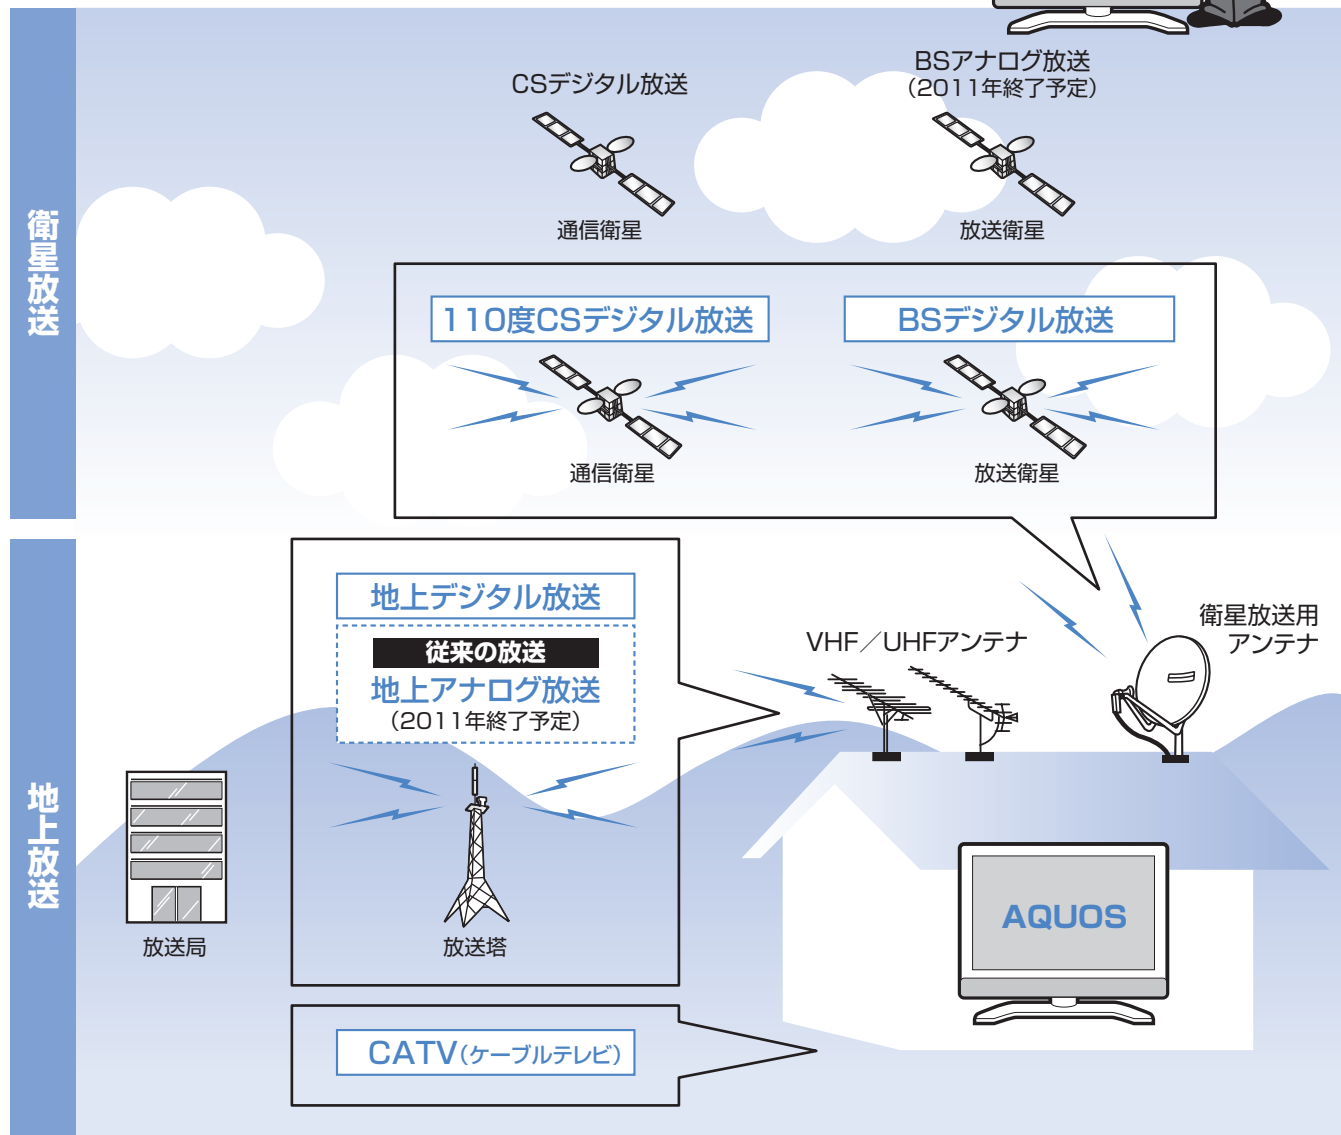 衛星放送
CSデジタル放送
通信衛星
BSアナログ放送
（2011年終了予定）
放送衛星
110度CSデジタル放送
通信衛星
BSデジタル放送
放送衛星
地上放送
地上デジタル放送
従来の放送
地上アナログ放送
（2011年終了予定）
放送局
放送塔
VHF／UHFアンテナ
衛星放送用
アンテナ
AQUOS
CATV（ケーブルテレビ）